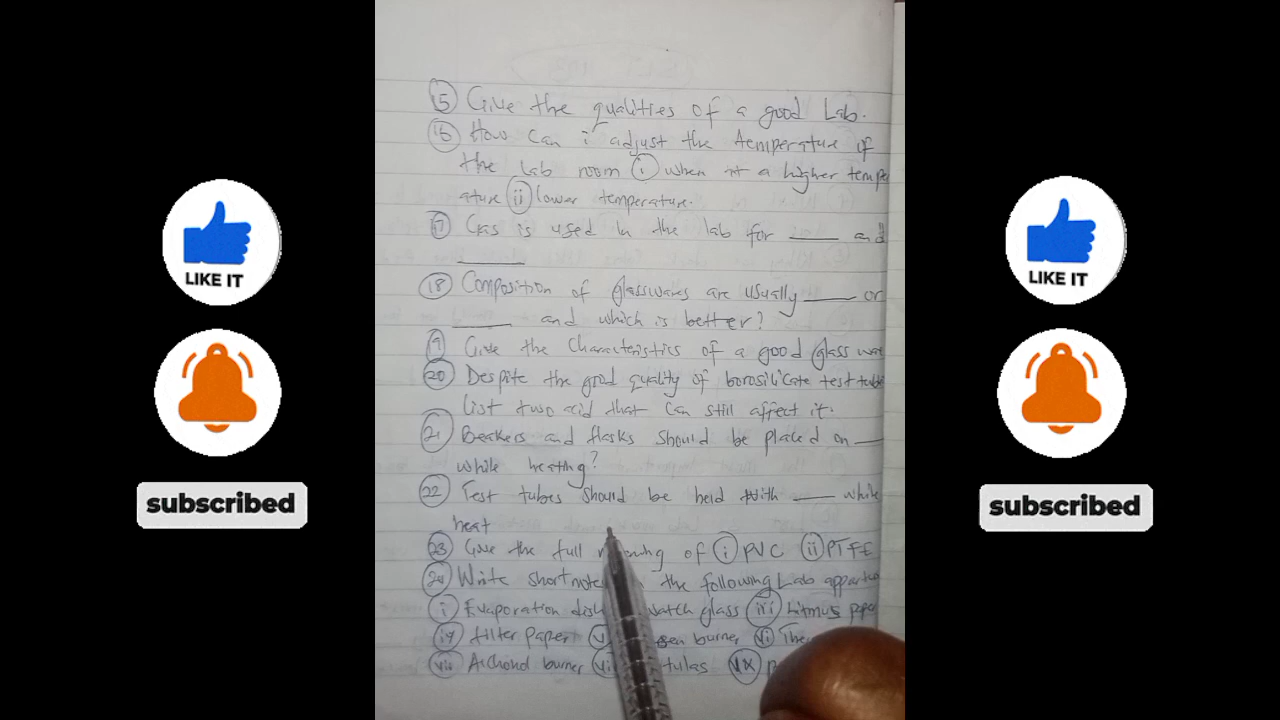 LIKE IT
subscribed
LIKE IT
subscribed
15 Give the qualities of a good Lab.
16 How Can i adjust the temperature of
the Lab room i when at a higher temper
ature ii lower temperature.
17 Gas is used in the lab for ____ and
____
18 Composition of glasswares are usually ____ or
____ and which is better?
19 Give the Characteristics of a good glass war
20 Despite the good quality of borosilicate test tube
list two acid that can still affect it.
21 Beakers and flasks should be placed on ____
while heating?
22 Test tubes should be held with ____ while
heat
23 Give the full of i PVC ii PTFE
24 Write short note the following Lab
i Evaporation dish watch glass iii Litmus paper
iv filter paper v burner vi
vii burner